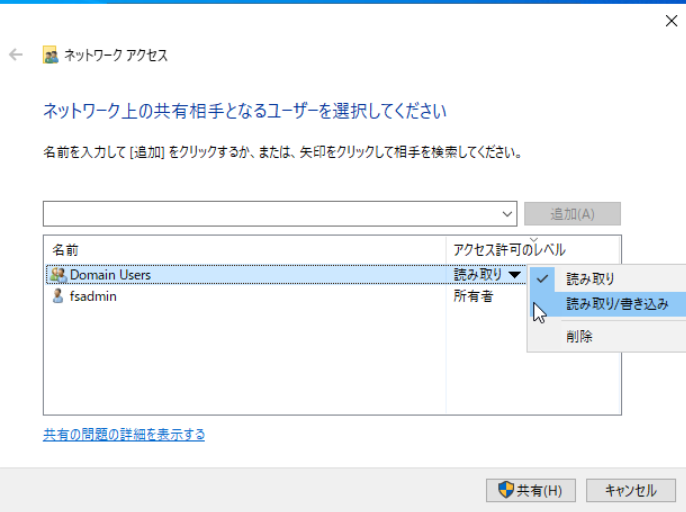 ネットワーク アクセス
ネットワーク上の共有相手となるユーザーを選択してください
名前を入力して [追加] をクリックするか、または、矢印をクリックして相手を検索してください。
追加(A)
名前 アクセス許可のレベル
Domain Users 読み取り
読み取り
fsadmin 所有者
読み取り/書き込み
削除
共有の問題の詳細を表示する
共有(H) キャンセル